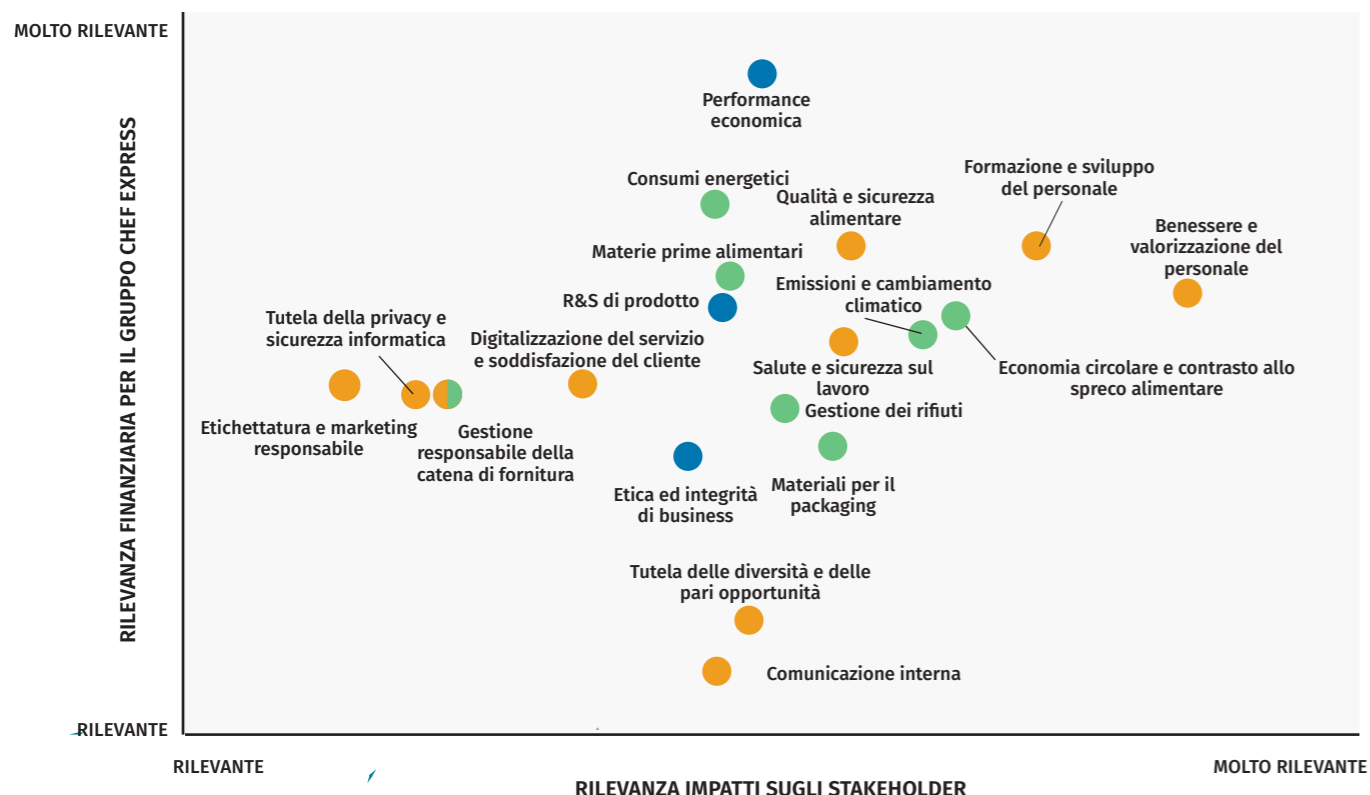 MOLTO RILEVANTE
RILEVANZA FINANZIARIA PER IL GRUPPO CHEF EXPRESS
Performance
economica
Consumi energetici
Qualità e sicurezza
alimentare
Formazione e sviluppo
del personale
Benessere e
valorizzazione del
personale
Materie prime alimentari
R&S di prodotto
Emissioni e cambiamento
climatico
Tutela della privacy e
sicurezza informatica
Digitalizzazione del servizio
e soddisfazione del cliente
Salute e sicurezza sul
lavoro
Economia circolare e contrasto allo
spreco alimentare
Gestione dei rifiuti
Etichettatura e marketing
responsabile
Gestione
responsabile della
catena di fornitura
Etica ed integrità
di business
Materiali per il
packaging
Tutela delle diversità e delle
pari opportunità
Comunicazione interna
RILEVANTE
RILEVANTE
MOLTO RILEVANTE
RILEVANZA IMPATTI SUGLI STAKEHOLDER